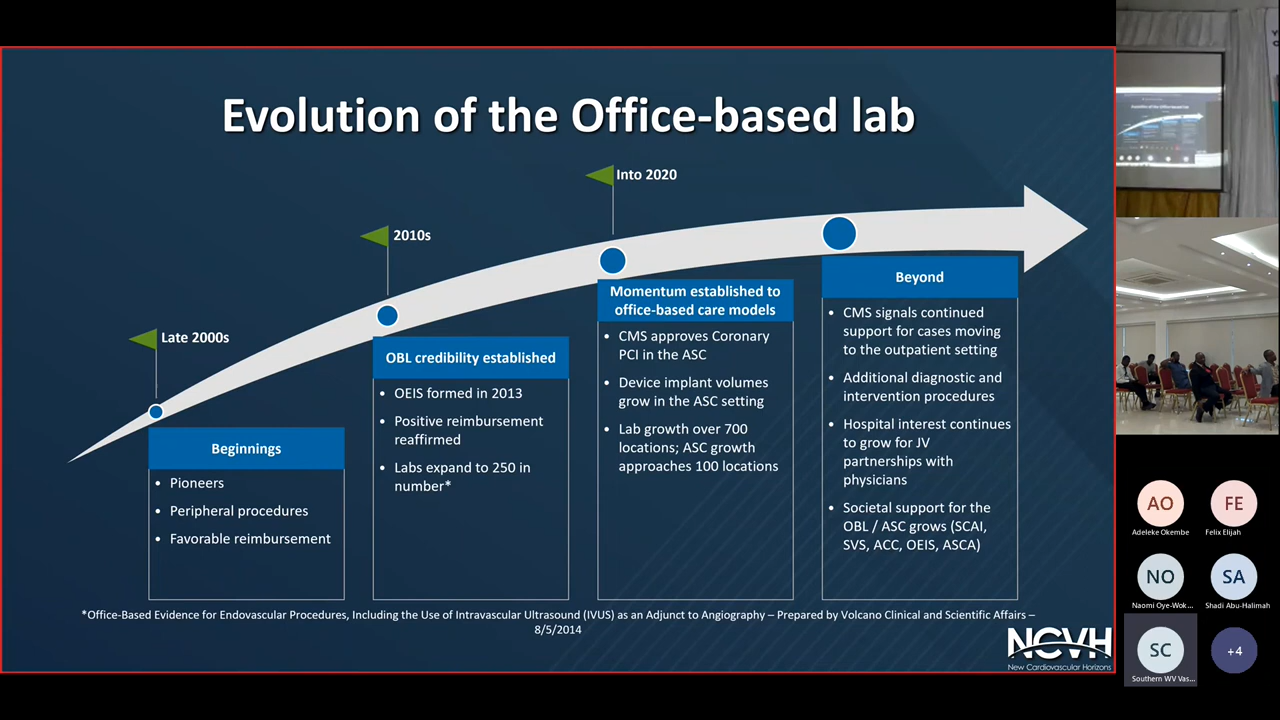 Evolution of the Office-based lab
Late 2000s
Beginnings
• Pioneers
• Peripheral procedures
• Favorable reimbursement
2010s
OBL credibility established
• OEIS formed in 2013
• Positive reimbursement
reaffirmed
• Labs expand to 250 in
number*
Into 2020
Momentum established to
office-based care models
• CMS approves Coronary
PCI in the ASC
• Device implant volumes
grow in the ASC setting
• Lab growth over 700
locations; ASC growth
approaches 100 locations
Beyond
• CMS signals continued
support for cases moving
to the outpatient setting
• Additional diagnostic and
intervention procedures
• Hospital interest continues
to grow for JV
partnerships with
physicians
• Societal support for the
OBL / ASC grows (SCAI,
SVS, ACC, OEIS, ASCA)
*Office-Based Evidence for Endovascular Procedures, Including the Use of Intravascular Ultrasound (IVUS) as an Adjunct to Angiography – Prepared by Volcano Clinical and Scientific Affairs –
8/5/2014
NCVH
New Cardiovascular Horizons
AO
Adeleke Okembe
FE
Felix Elijah
NO
Naomi Oye-Wok...
SA
Shadi Abu-Halimah
SC
Southern WV Vas...
+4